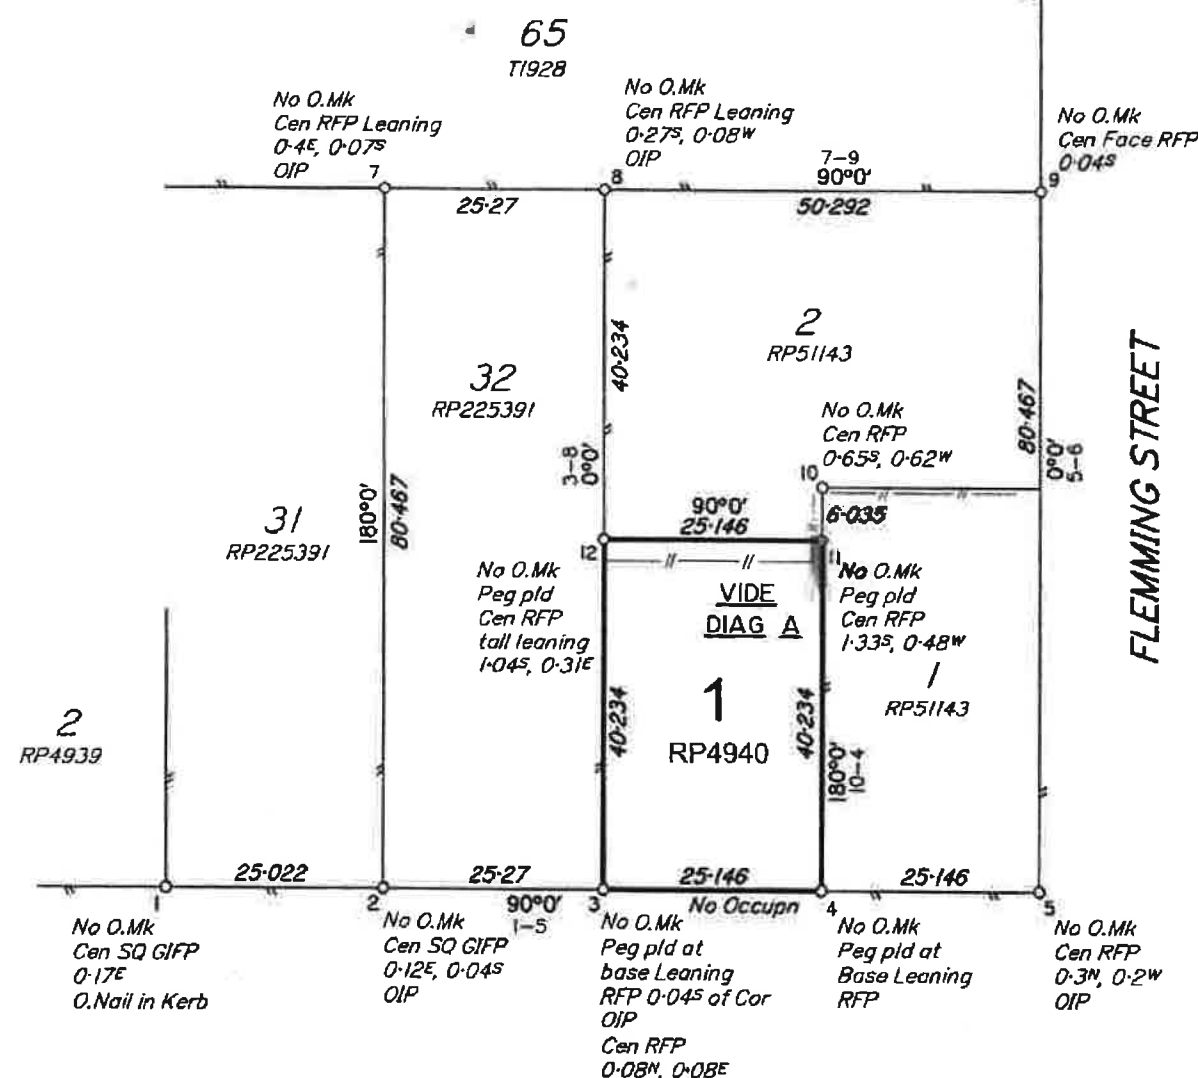 65
T1928
No O.Mk
Cen RFP Leaning
0·4E, 0·07S
OIP
No O.Mk
Cen RFP Leaning
0·27S, 0·08W
OIP
No O.Mk
Cen Face RFP
0·04S
7-9
90°0'
7
8
9
25·27
50·292
2
RP51143
40·234
32
RP225391
80·467
0°0'
5-6
FLEMMING STREET
No O.Mk
Cen RFP
0·65S, 0·62W
3-8
0°0'
10
31
RP225391
180°0'
80·467
90°0'
25·146
6·035
12
11
No O.Mk
Peg pld
Cen RFP
tall leaning
1·04S, 0·31E
VIDE
DIAG A
No O.Mk
Peg pld
Cen RFP
1·33S, 0·48W
1
RP51143
2
RP4939
1
RP4940
40·234
40·234
180°0'
10-4
25·022
25·27
25·146
25·146
1
2
90°0'
1-5
3
No Occupn
4
5
No O.Mk
Cen SQ GIFP
0·17E
O.Nail in Kerb
No O.Mk
Cen SQ GIFP
0·12E, 0·04S
OIP
No O.Mk
Peg pld at
base Leaning
RFP 0·04S of Cor
OIP
Cen RFP
0·08N, 0·08E
No O.Mk
Peg pld at
Base Leaning
RFP
No O.Mk
Cen RFP
0·3N, 0·2W
OIP